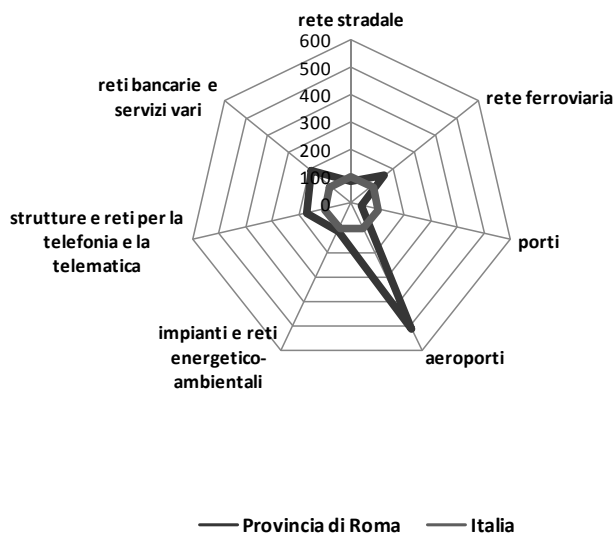 rete stradale
600
500
400
300
200
100
0
rete ferroviaria
porti
aeroporti
impianti e reti
energetico-
ambientali
strutture e reti per la
telefonia e la
telematica
reti bancarie e
servizi vari
Provincia di Roma
Italia